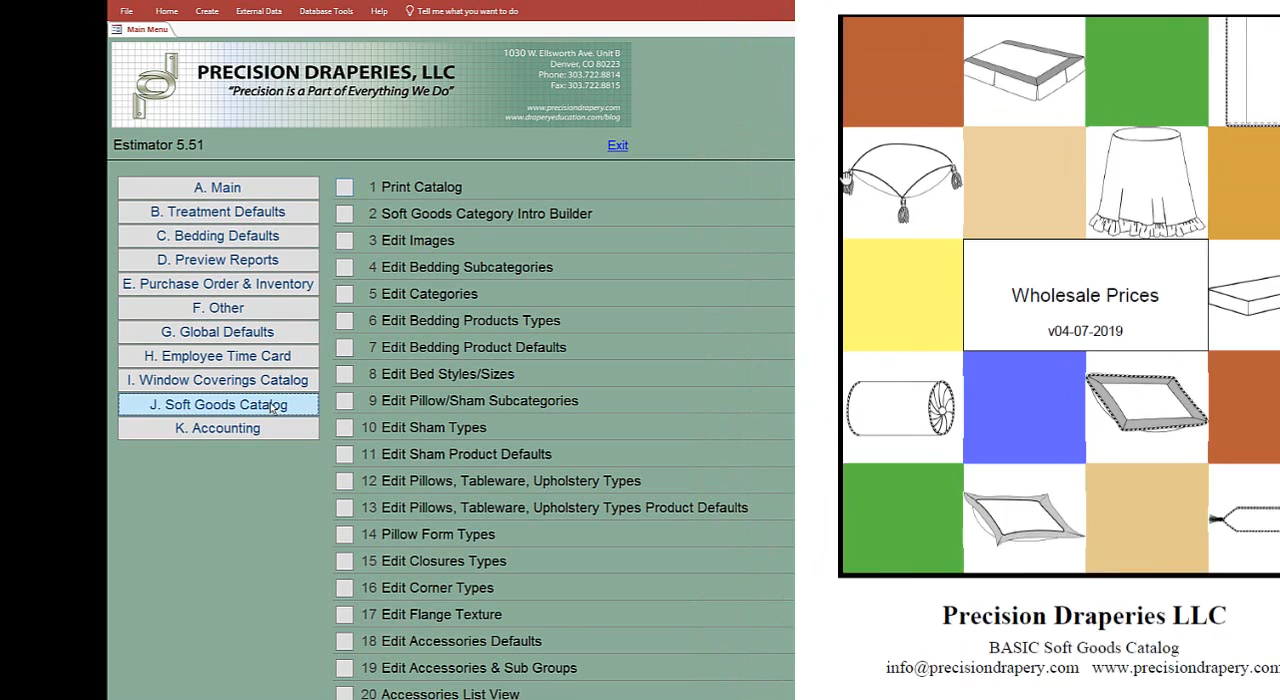 File Home Create External Data Database Tools Help Tell me what you want to do
Main Menu
PRECISION DRAPERIES, LLC
"Precision is a Part of Everything We Do"
1030 W. Ellsworth Ave. Unit B
Denver, CO 80223
Phone: 303.722.8814
Fax: 303.722.8815
www.precisiondrapery.com
www.draperyeducation.com/blog
Estimator 5.51
Exit
A. Main
B. Treatment Defaults
C. Bedding Defaults
D. Preview Reports
E. Purchase Order & Inventory
F. Other
G. Global Defaults
H. Employee Time Card
I. Window Coverings Catalog
J. Soft Goods Catalog
K. Accounting
1 Print Catalog
2 Soft Goods Category Intro Builder
3 Edit Images
4 Edit Bedding Subcategories
5 Edit Categories
6 Edit Bedding Products Types
7 Edit Bedding Product Defaults
8 Edit Bed Styles/Sizes
9 Edit Pillow/Sham Subcategories
10 Edit Sham Types
11 Edit Sham Product Defaults
12 Edit Pillows, Tableware, Upholstery Types
13 Edit Pillows, Tableware, Upholstery Types Product Defaults
14 Pillow Form Types
15 Edit Closures Types
16 Edit Corner Types
17 Edit Flange Texture
18 Edit Accessories Defaults
19 Edit Accessories & Sub Groups
20 Accessories List View
Wholesale Prices
v04-07-2019
Precision Draperies LLC
BASIC Soft Goods Catalog
info@precisiondrapery.com www.precisiondrapery.com